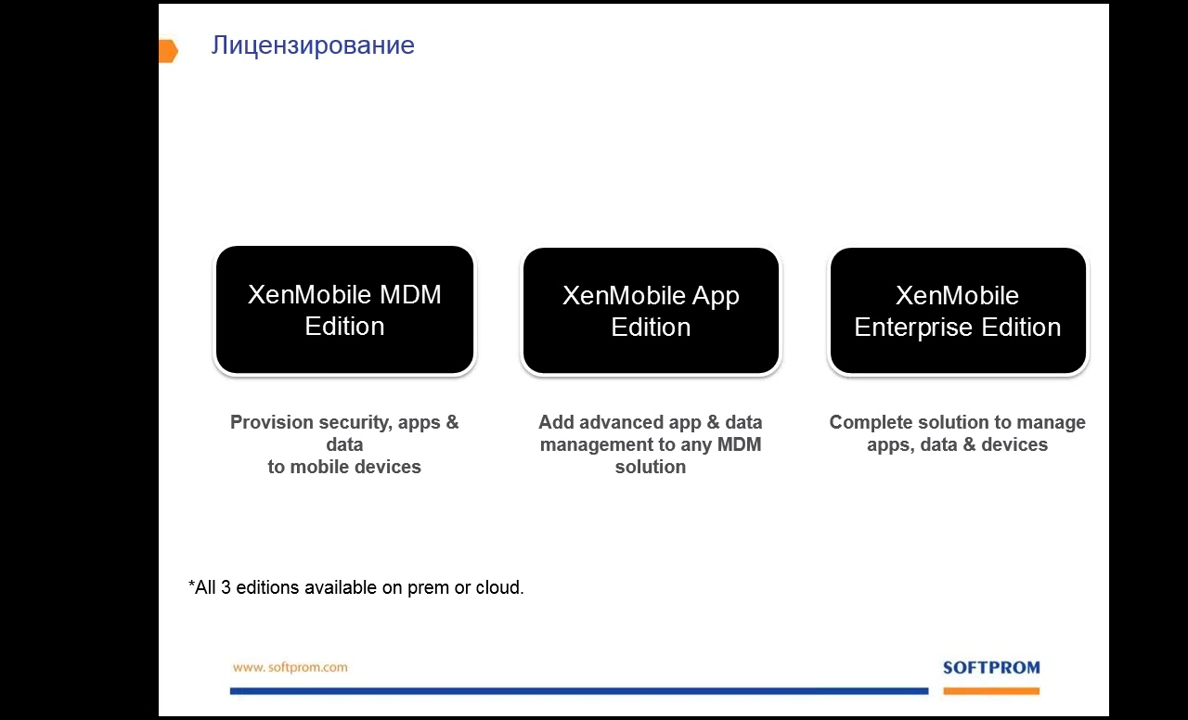 Лицензирование
XenMobile MDM
Edition
XenMobile App
Edition
XenMobile
Enterprise Edition
Provision security, apps &
data
to mobile devices
Add advanced app & data
management to any MDM
solution
Complete solution to manage
apps, data & devices
*All 3 editions available on prem or cloud.
www. softprom.com
SOFTPROM